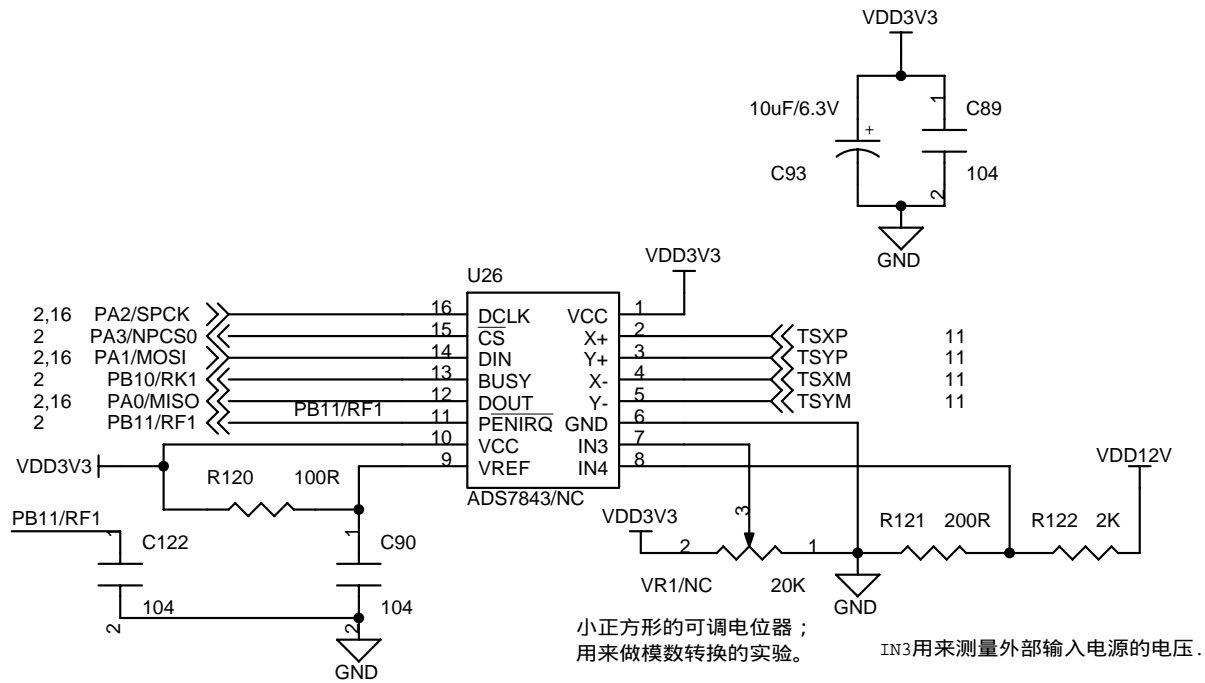 VDD3V3
10uF/6.3V
+
1
C89
C93
104
2
GND
VDD3V3
U26
2,16 PA2/SPCK 16 DCLK VCC 1
2 PA3/NPCS0 15 CS X+ 2 TSXP 11
2,16 PA1/MOSI 14 DIN Y+ 3 TSYP 11
2 PB10/RK1 13 BUSY X- 4 TSXM 11
2,16 PA0/MISO 12 DOUT Y- 5 TSYM 11
2 PB11/RF1 PB11/RF1 11 PENIRQ GND 6
10 VCC IN3 7
VDD3V3 9 VREF IN4 8
VDD12V
R120 100R
ADS7843/NC
PB11/RF1
VDD3V3
3
R121 200R
R122 2K
1
C122
1
C90
2
1
VR1/NC 20K
GND
104
104
2
2
GND
小正方形的可调电位器；
用来做模数转换的实验。
IN3用来测量外部输入电源的电压.